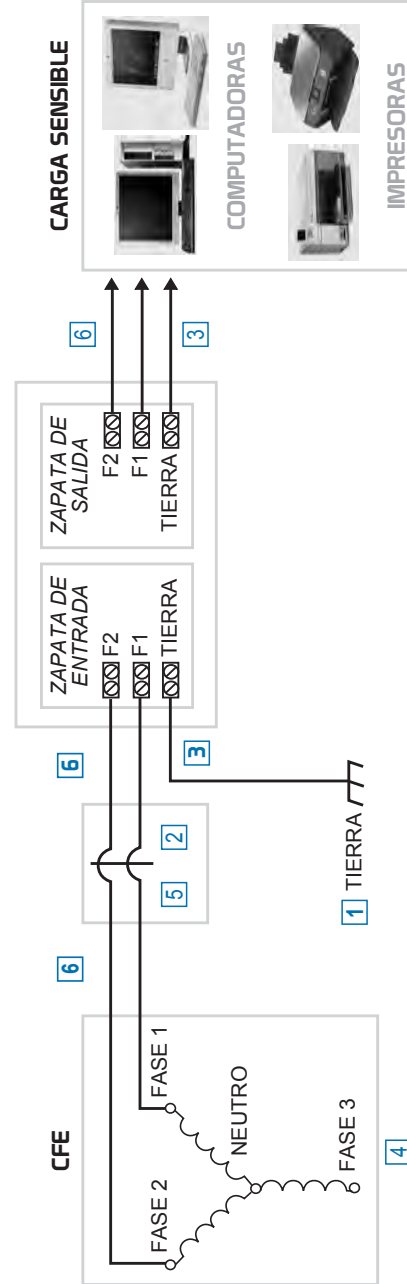 CFE
FASE 2
FASE 1
NEUTRO
FASE 3
4
6
5
2
1
TIERRA
6
3
ZAPATA DE
ENTRADA
F2
F1
TIERRA
ZAPATA DE
SALIDA
F2
F1
TIERRA
6
3
CARGA SENSIBLE
COMPUTADORAS
IMPRESORAS